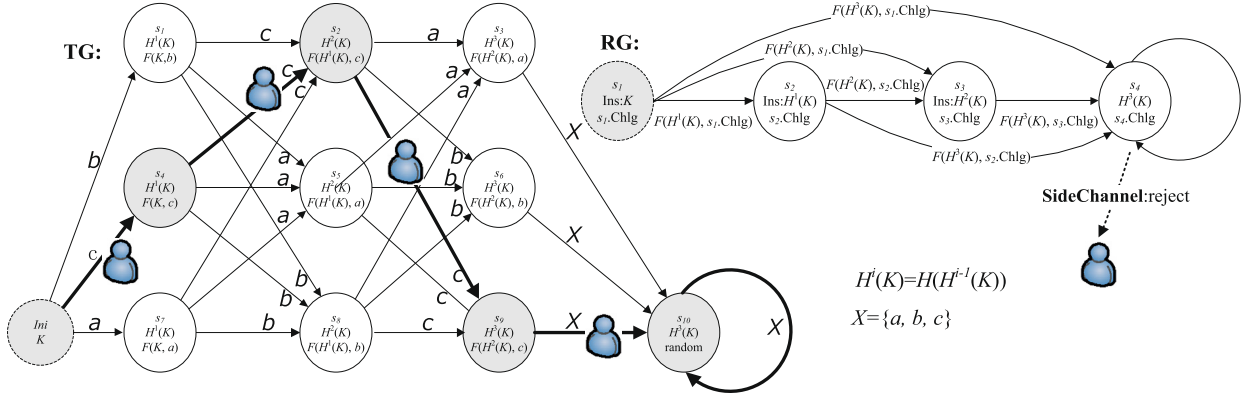 TG:
s₁
H¹(K)
F(K,b)
c
s₂
H²(K)
F(H¹(K), c)
a
s₃
H³(K)
F(H²(K), a)
c
c
a
a
b
s₄
H¹(K)
F(K, c)
a
a
a
s₅
H²(K)
F(H¹(K), a)
b
b
b
s₆
H³(K)
F(H²(K), b)
X
X
c
Ini
K
a
s₇
H¹(K)
F(K, a)
b
b
b
s₈
H²(K)
F(H¹(K), b)
c
c
c
s₉
H³(K)
F(H²(K), c)
X
s₁₀
H³(K)
random
X
RG:
s₁
Ins:K
s₁.Chlg
F(H³(K), s₁.Chlg)
F(H²(K), s₁.Chlg)
F(H¹(K), s₁.Chlg)
s₂
Ins:H¹(K)
s₂.Chlg
F(H²(K), s₂.Chlg)
s₃
Ins:H²(K)
s₃.Chlg
F(H³(K), s₃.Chlg)
F(H³(K), s₂.Chlg)
s₄
H³(K)
s₄.Chlg
SideChannel:reject
Hⁱ(K)=H(Hⁱ⁻¹(K))
X={a, b, c}